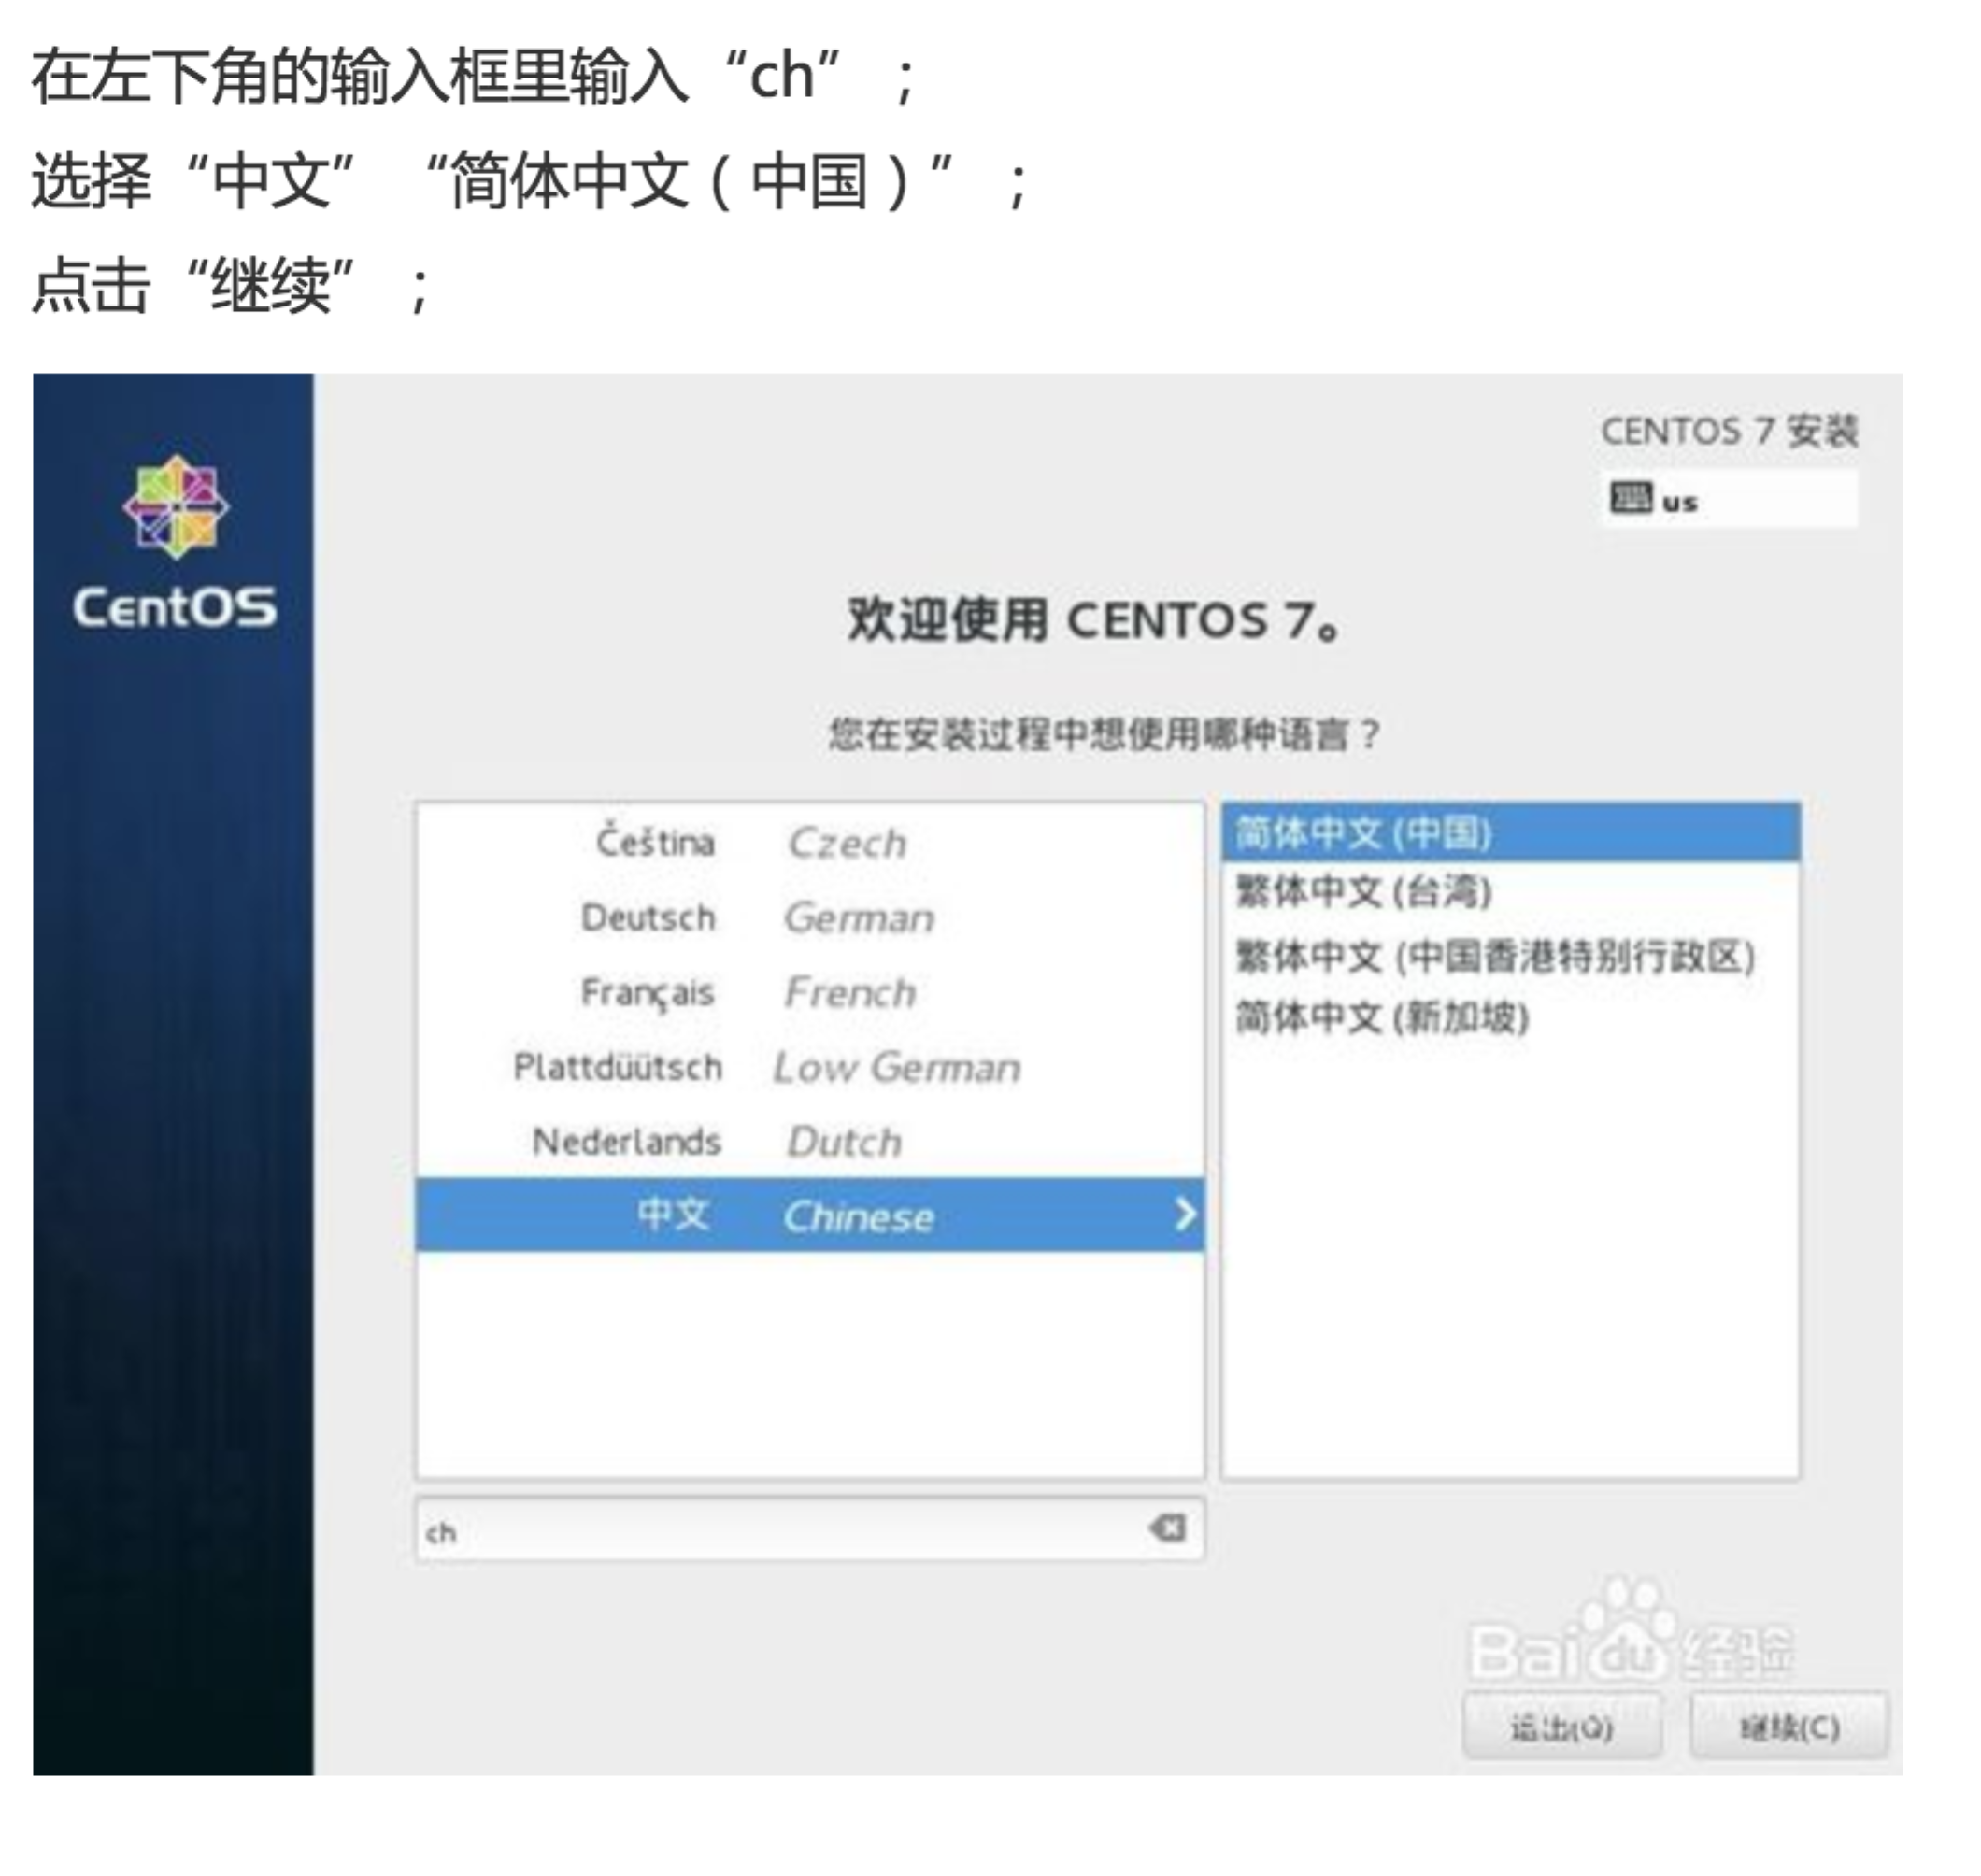 在左下角的输入框里输入“ch”；
选择“中文”“简体中文（中国）”；
点击“继续”；
CentOS
CENTOS 7 安装
us
欢迎使用 CENTOS 7。
您在安装过程中想使用哪种语言？
Čeština Czech
Deutsch German
Français French
Plattdüütsch Low German
Nederlands Dutch
中文 Chinese
简体中文 (中国)
繁体中文 (台湾)
繁体中文 (中国香港特别行政区)
简体中文 (新加坡)
ch
Baidu 经验
退出(Q)
继续(C)